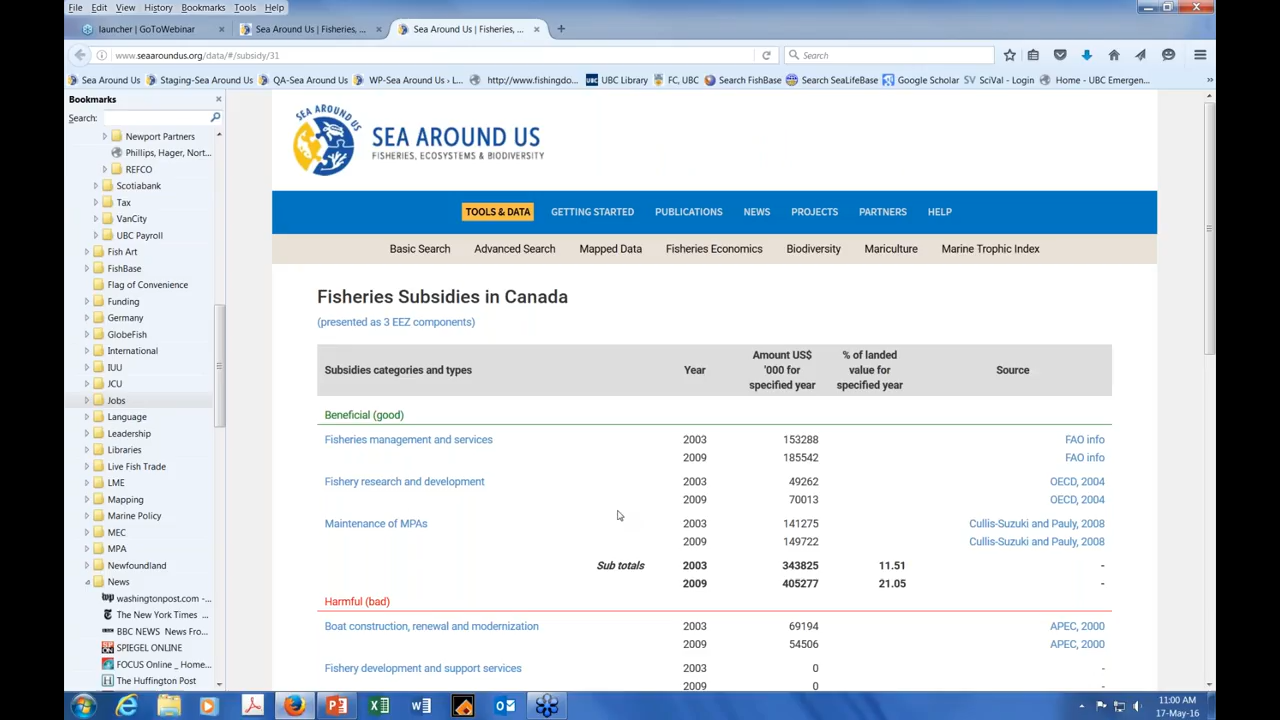 File Edit View History Bookmarks Tools Help
launcher | GoToWebinar × Sea Around Us | Fisheries, ... × Sea Around Us | Fisheries, ... × +
www.seaaroundus.org/data/#/subsidy/31 Search
Sea Around Us Staging-Sea Around Us QA-Sea Around Us WP-Sea Around Us › L... http://www.fishingdo... UBC Library FC, UBC Search FishBase Search SeaLifeBase Google Scholar SV SciVal - Login Home - UBC Emergen... »
Bookmarks ×
Search:
Newport Partners
Phillips, Hager, Nort...
REFCO
Scotiabank
Tax
VanCity
UBC Payroll
Fish Art
FishBase
Flag of Convenience
Funding
Germany
GlobeFish
International
IUU
JCU
Jobs
Language
Leadership
Libraries
Live Fish Trade
LME
Mapping
Marine Policy
MEC
MPA
Newfoundland
News
wp washingtonpost.com -...
The New York Times ...
BBC NEWS News Fro...
SPIEGEL ONLINE
FOCUS Online _ Home...
The Huffington Post
SEA AROUND US
SEA AROUND US
FISHERIES, ECOSYSTEMS & BIODIVERSITY
TOOLS & DATA GETTING STARTED PUBLICATIONS NEWS PROJECTS PARTNERS HELP
Basic Search Advanced Search Mapped Data Fisheries Economics Biodiversity Mariculture Marine Trophic Index
Fisheries Subsidies in Canada
(presented as 3 EEZ components)
Subsidies categories and types Year Amount US$ '000 for specified year % of landed value for specified year Source
Beneficial (good)
Fisheries management and services 2003 153288 FAO info
2009 185542 FAO info
Fishery research and development 2003 49262 OECD, 2004
2009 70013 OECD, 2004
Maintenance of MPAs 2003 141275 Cullis-Suzuki and Pauly, 2008
2009 149722 Cullis-Suzuki and Pauly, 2008
Sub totals 2003 343825 11.51 -
2009 405277 21.05 -
Harmful (bad)
Boat construction, renewal and modernization 2003 69194 APEC, 2000
2009 54506 APEC, 2000
Fishery development and support services 2003 0 -
2009 0 -
11:00 AM
17-May-16